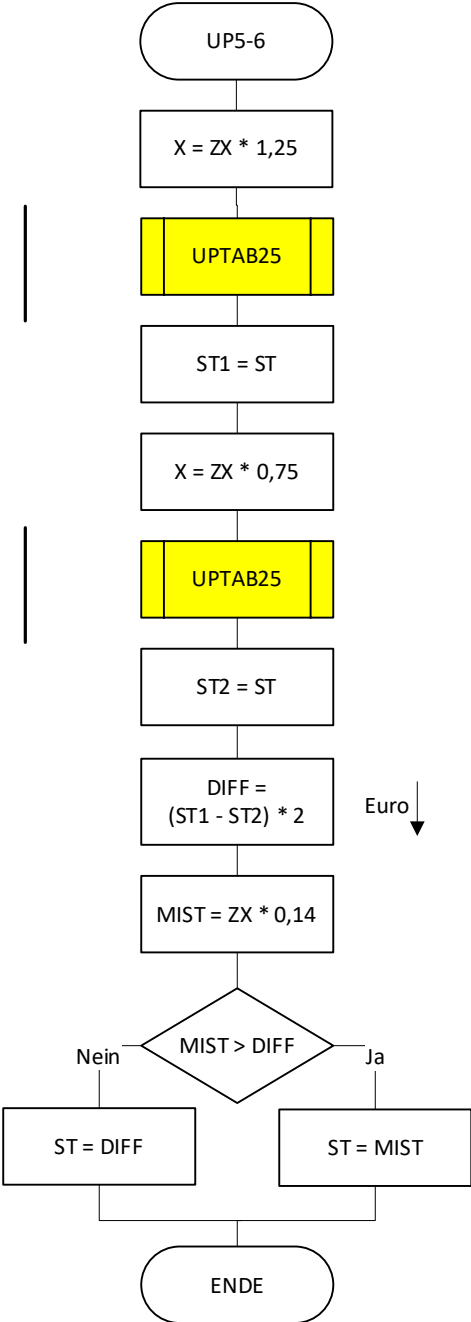 UP5-6
X = ZX * 1,25
UPTAB25
ST1 = ST
X = ZX * 0,75
UPTAB25
ST2 = ST
DIFF =
(ST1 - ST2) * 2
Euro
MIST = ZX * 0,14
MIST > DIFF
Nein
Ja
ST = DIFF
ST = MIST
ENDE